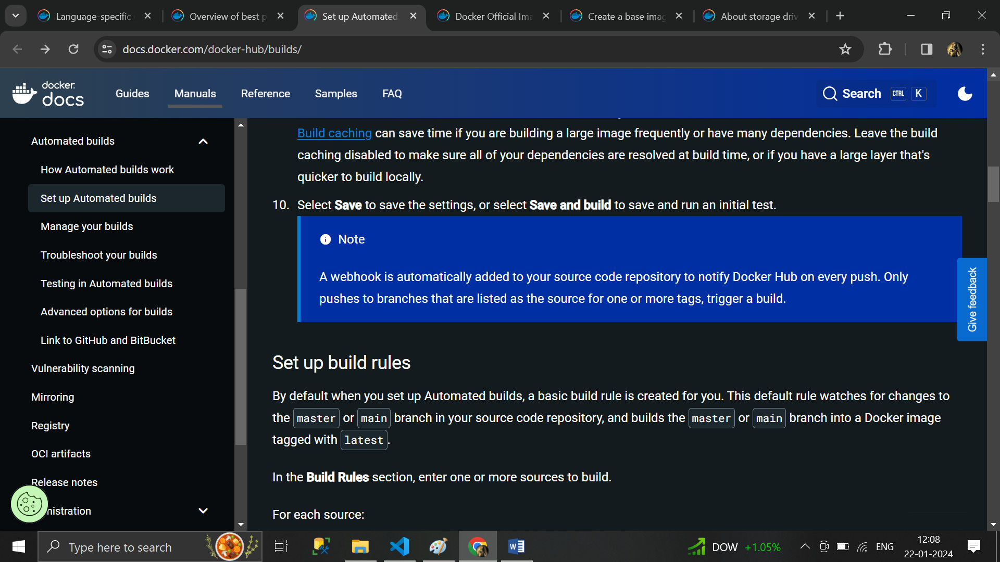 Language-specific
Overview of best p
Set up Automated
Docker Official Ima
Create a base imag
About storage driv
docs.docker.com/docker-hub/builds/
docker
docs
Guides
Manuals
Reference
Samples
FAQ
Search
CTRL
K
Automated builds
How Automated builds work
Set up Automated builds
Manage your builds
Troubleshoot your builds
Testing in Automated builds
Advanced options for builds
Link to GitHub and BitBucket
Vulnerability scanning
Mirroring
Registry
OCI artifacts
Release notes
nistration
Build caching can save time if you are building a large image frequently or have many dependencies. Leave the build
caching disabled to make sure all of your dependencies are resolved at build time, or if you have a large layer that's
quicker to build locally.
10. Select Save to save the settings, or select Save and build to save and run an initial test.
Note
A webhook is automatically added to your source code repository to notify Docker Hub on every push. Only
pushes to branches that are listed as the source for one or more tags, trigger a build.
Set up build rules
By default when you set up Automated builds, a basic build rule is created for you. This default rule watches for changes to
the master or main branch in your source code repository, and builds the master or main branch into a Docker image
tagged with latest.
In the Build Rules section, enter one or more sources to build.
For each source:
Give feedback
Type here to search
DOW +1.05%
ENG
12:08
22-01-2024